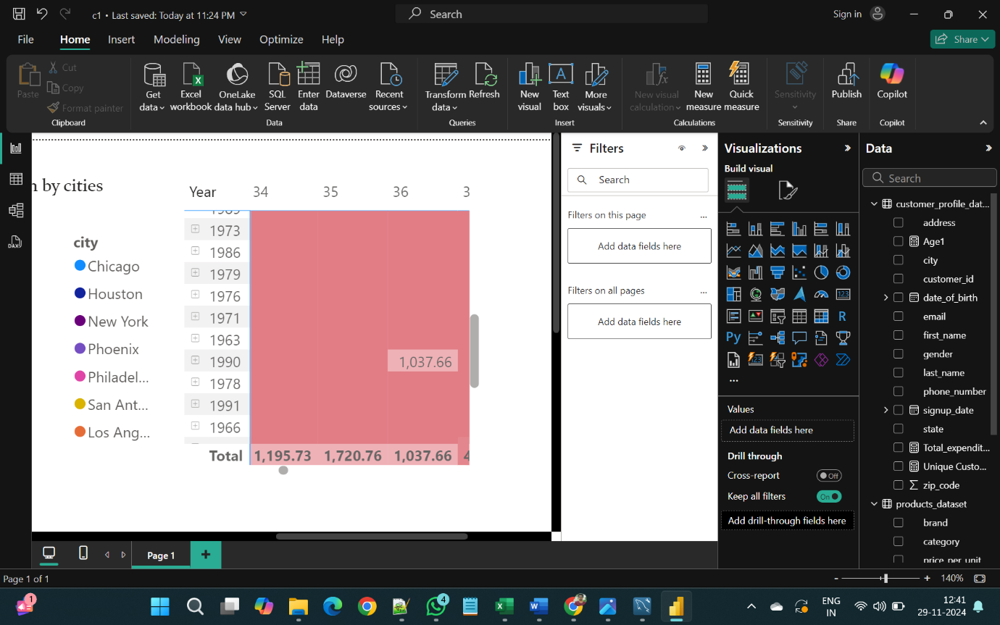 c1 • Last saved: Today at 11:24 PM
Search
Sign in
File
Home
Insert
Modeling
View
Optimize
Help
Share
Paste
Cut
Copy
Format painter
Clipboard
Get data
Excel workbook
OneLake data hub
SQL Server
Enter data
Dataverse
Recent sources
Data
Transform data
Refresh
Queries
New visual
Text box
More visuals
Insert
New visual calculation
New measure
Quick measure
Calculations
Sensitivity
Sensitivity
Publish
Share
Copilot
Copilot
n by cities
city
Chicago
Houston
New York
Phoenix
Philadel...
San Ant...
Los Ang...
Year 34 35 36 3
1973
1986
1979
1976
1971
1963
1990 1,037.66
1978
1991
1966
Total 1,195.73 1,720.76 1,037.66 4
Filters
Search
Filters on this page
...
Add data fields here
Filters on all pages
...
Add data fields here
Visualizations
Build visual
R
Py
123
...
Values
Add data fields here
Drill through
Cross-report
Off
Keep all filters
On
Add drill-through fields here
Data
Search
customer_profile_dat...
address
Age1
city
customer_id
date_of_birth
email
first_name
gender
last_name
phone_number
signup_date
state
Total_expendit...
Unique Custo...
zip_code
products_dataset
brand
category
price_per_unit
DAX
Page 1
Page 1 of 1
- + 140%
1
4
ENG
IN
12:41
29-11-2024